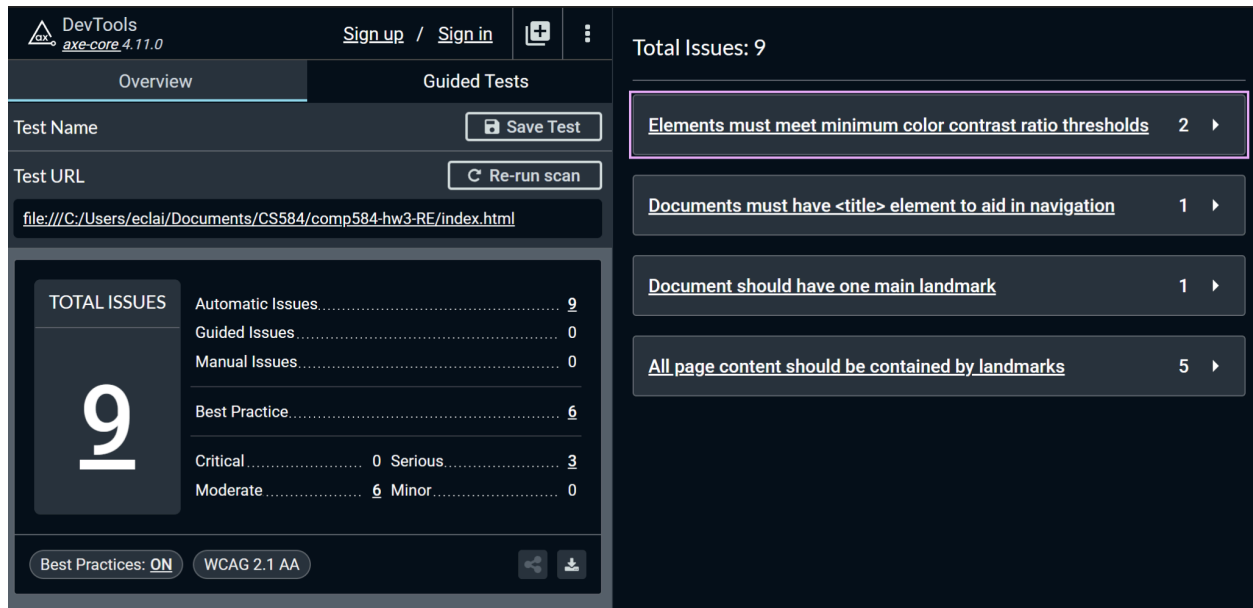 DevTools
axe-core 4.11.0
Sign up / Sign in
Overview
Guided Tests
Test Name
Save Test
Test URL
Re-run scan
file:///C:/Users/eclai/Documents/CS584/comp584-hw3-RE/index.html
TOTAL ISSUES
9
Automatic Issues 9
Guided Issues 0
Manual Issues 0
Best Practice 6
Critical 0 Serious 3
Moderate 6 Minor 0
Best Practices: ON
WCAG 2.1 AA
Total Issues: 9
Elements must meet minimum color contrast ratio thresholds 2
Documents must have <title> element to aid in navigation 1
Document should have one main landmark 1
All page content should be contained by landmarks 5